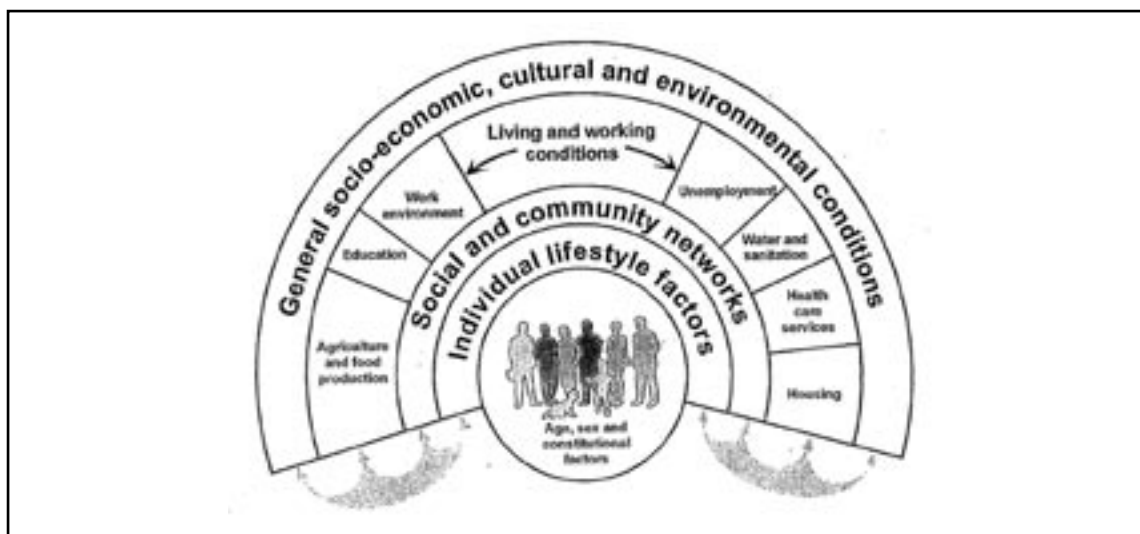 General socio-economic, cultural and environmental conditions
Living and working
conditions
Work
environment
Education
Agriculture
and food
production
Unemployment
Water and
sanitation
Health
care
services
Housing
Social and community networks
Individual lifestyle factors
Age, sex and
constitutional
factors